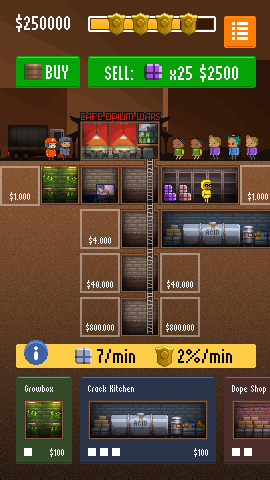 $250000
BUY
SELL: x25 $2500
CAFE OPIUM WARS
$1.000
$1.000
$4.000
ACID
$40.000
$40.000
$800.000
$800.000
7/min
2%/min
Growbox
Crack Kitchen
Dope Shop
ACID
$100
$100